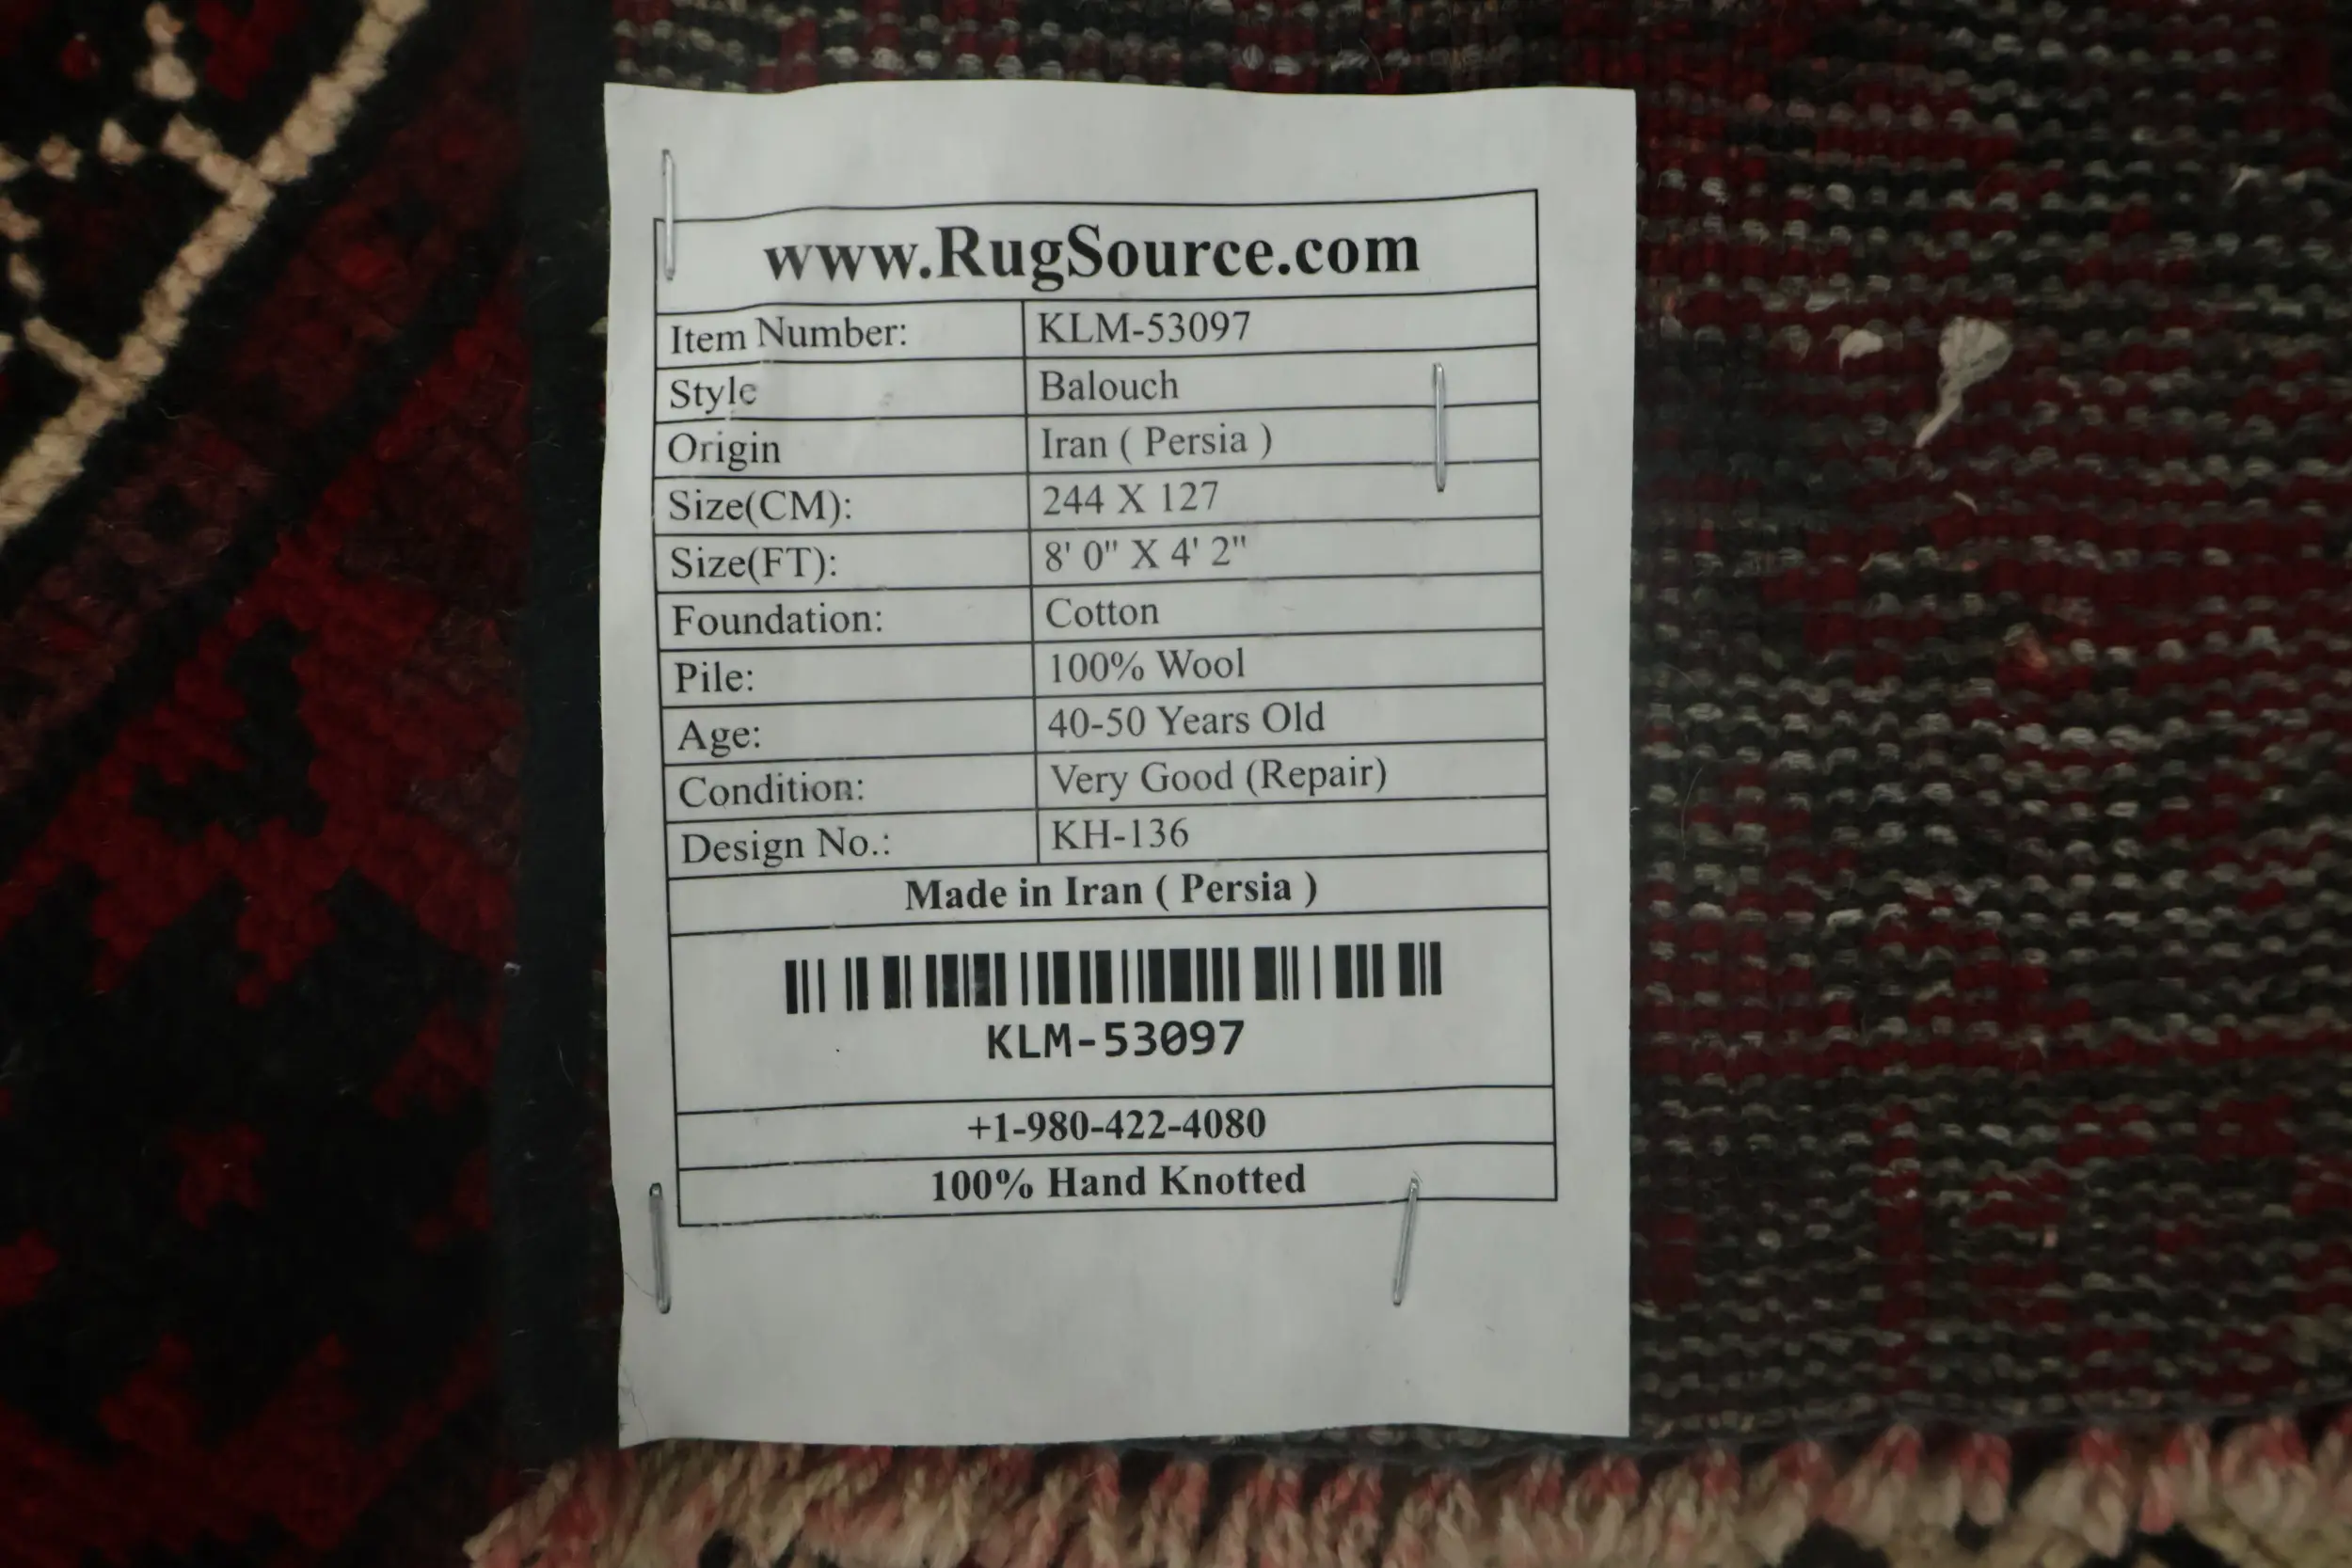 www.RugSource.com
Item Number: KLM-53097
Style Balouch
Origin Iran ( Persia )
Size(CM): 244 X 127
Size(FT): 8' 0" X 4' 2"
Foundation: Cotton
Pile: 100% Wool
Age: 40-50 Years Old
Condition: Very Good (Repair)
Design No.: KH-136
Made in Iran ( Persia )
KLM-53097
+1-980-422-4080
100% Hand Knotted